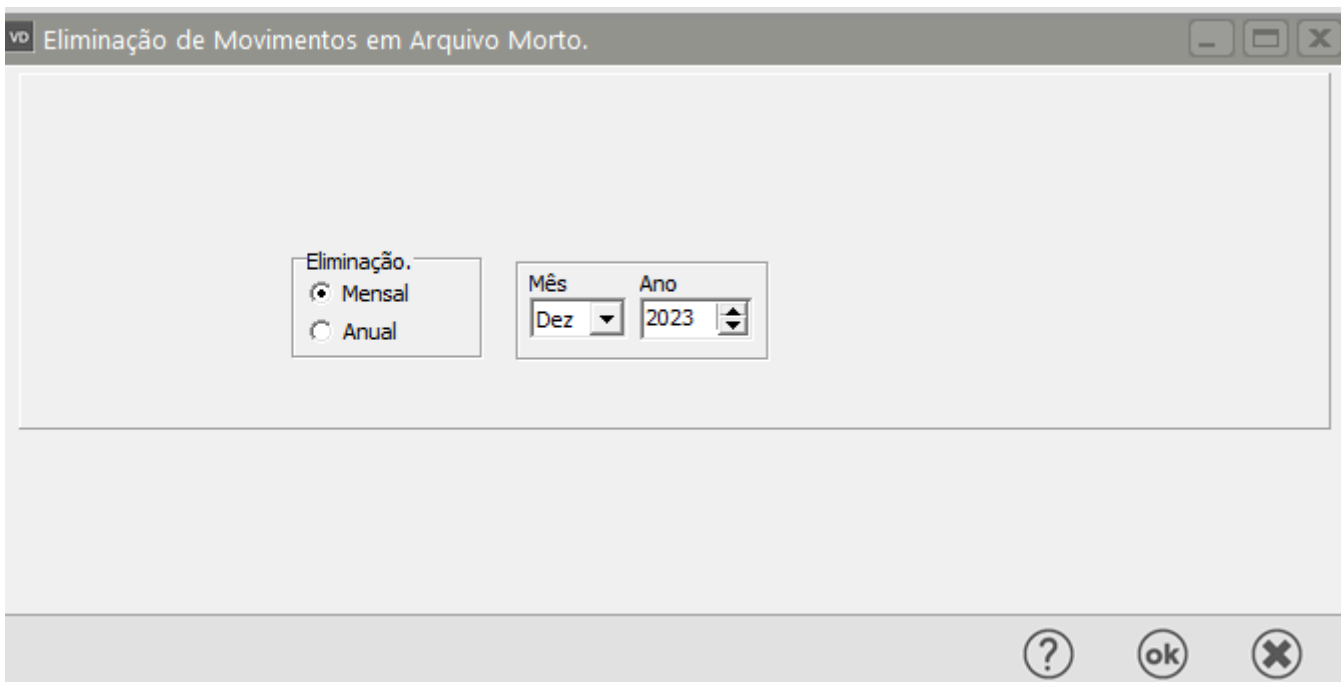 VD Eliminação de Movimentos em Arquivo Morto.
Eliminação.
Mensal
Anual
Mês Ano
Dez 2023
? ok